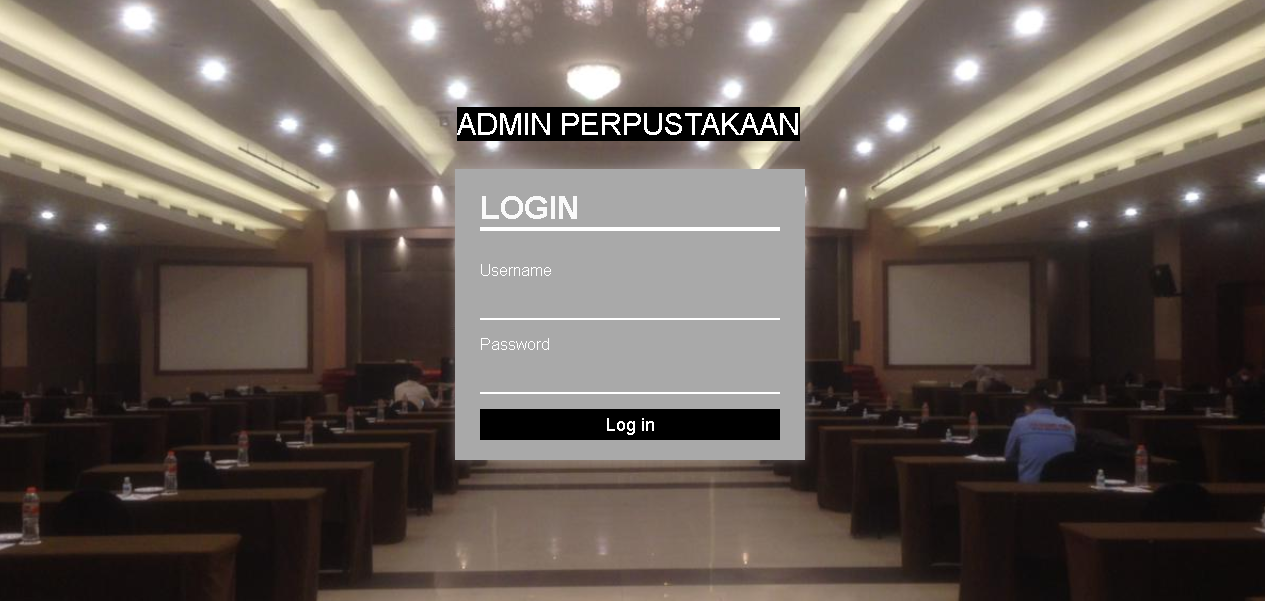 ADMIN PERPUSTAKAAN
LOGIN
Username
Password
Log in